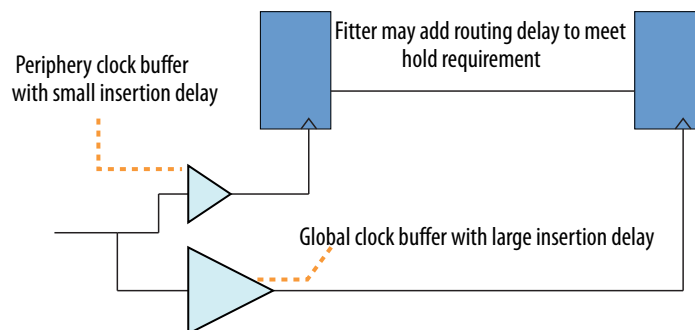 Fitter may add routing delay to meet
hold requirement
Periphery clock buffer
with small insertion delay
Global clock buffer with large insertion delay